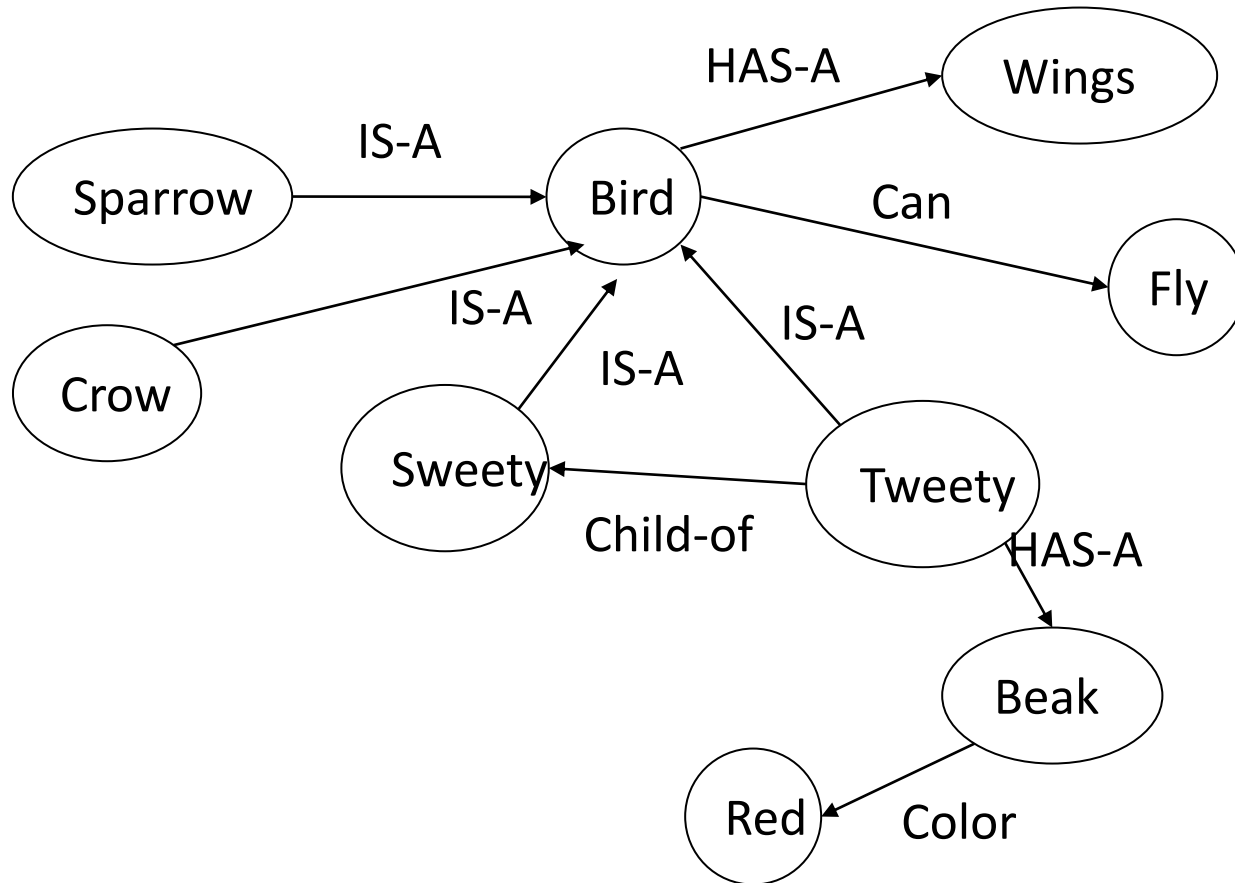 HAS-A
Wings
IS-A
Sparrow
Bird
Can
Fly
IS-A
IS-A
IS-A
Crow
Sweety
Tweety
Child-of
HAS-A
Beak
Red
Color